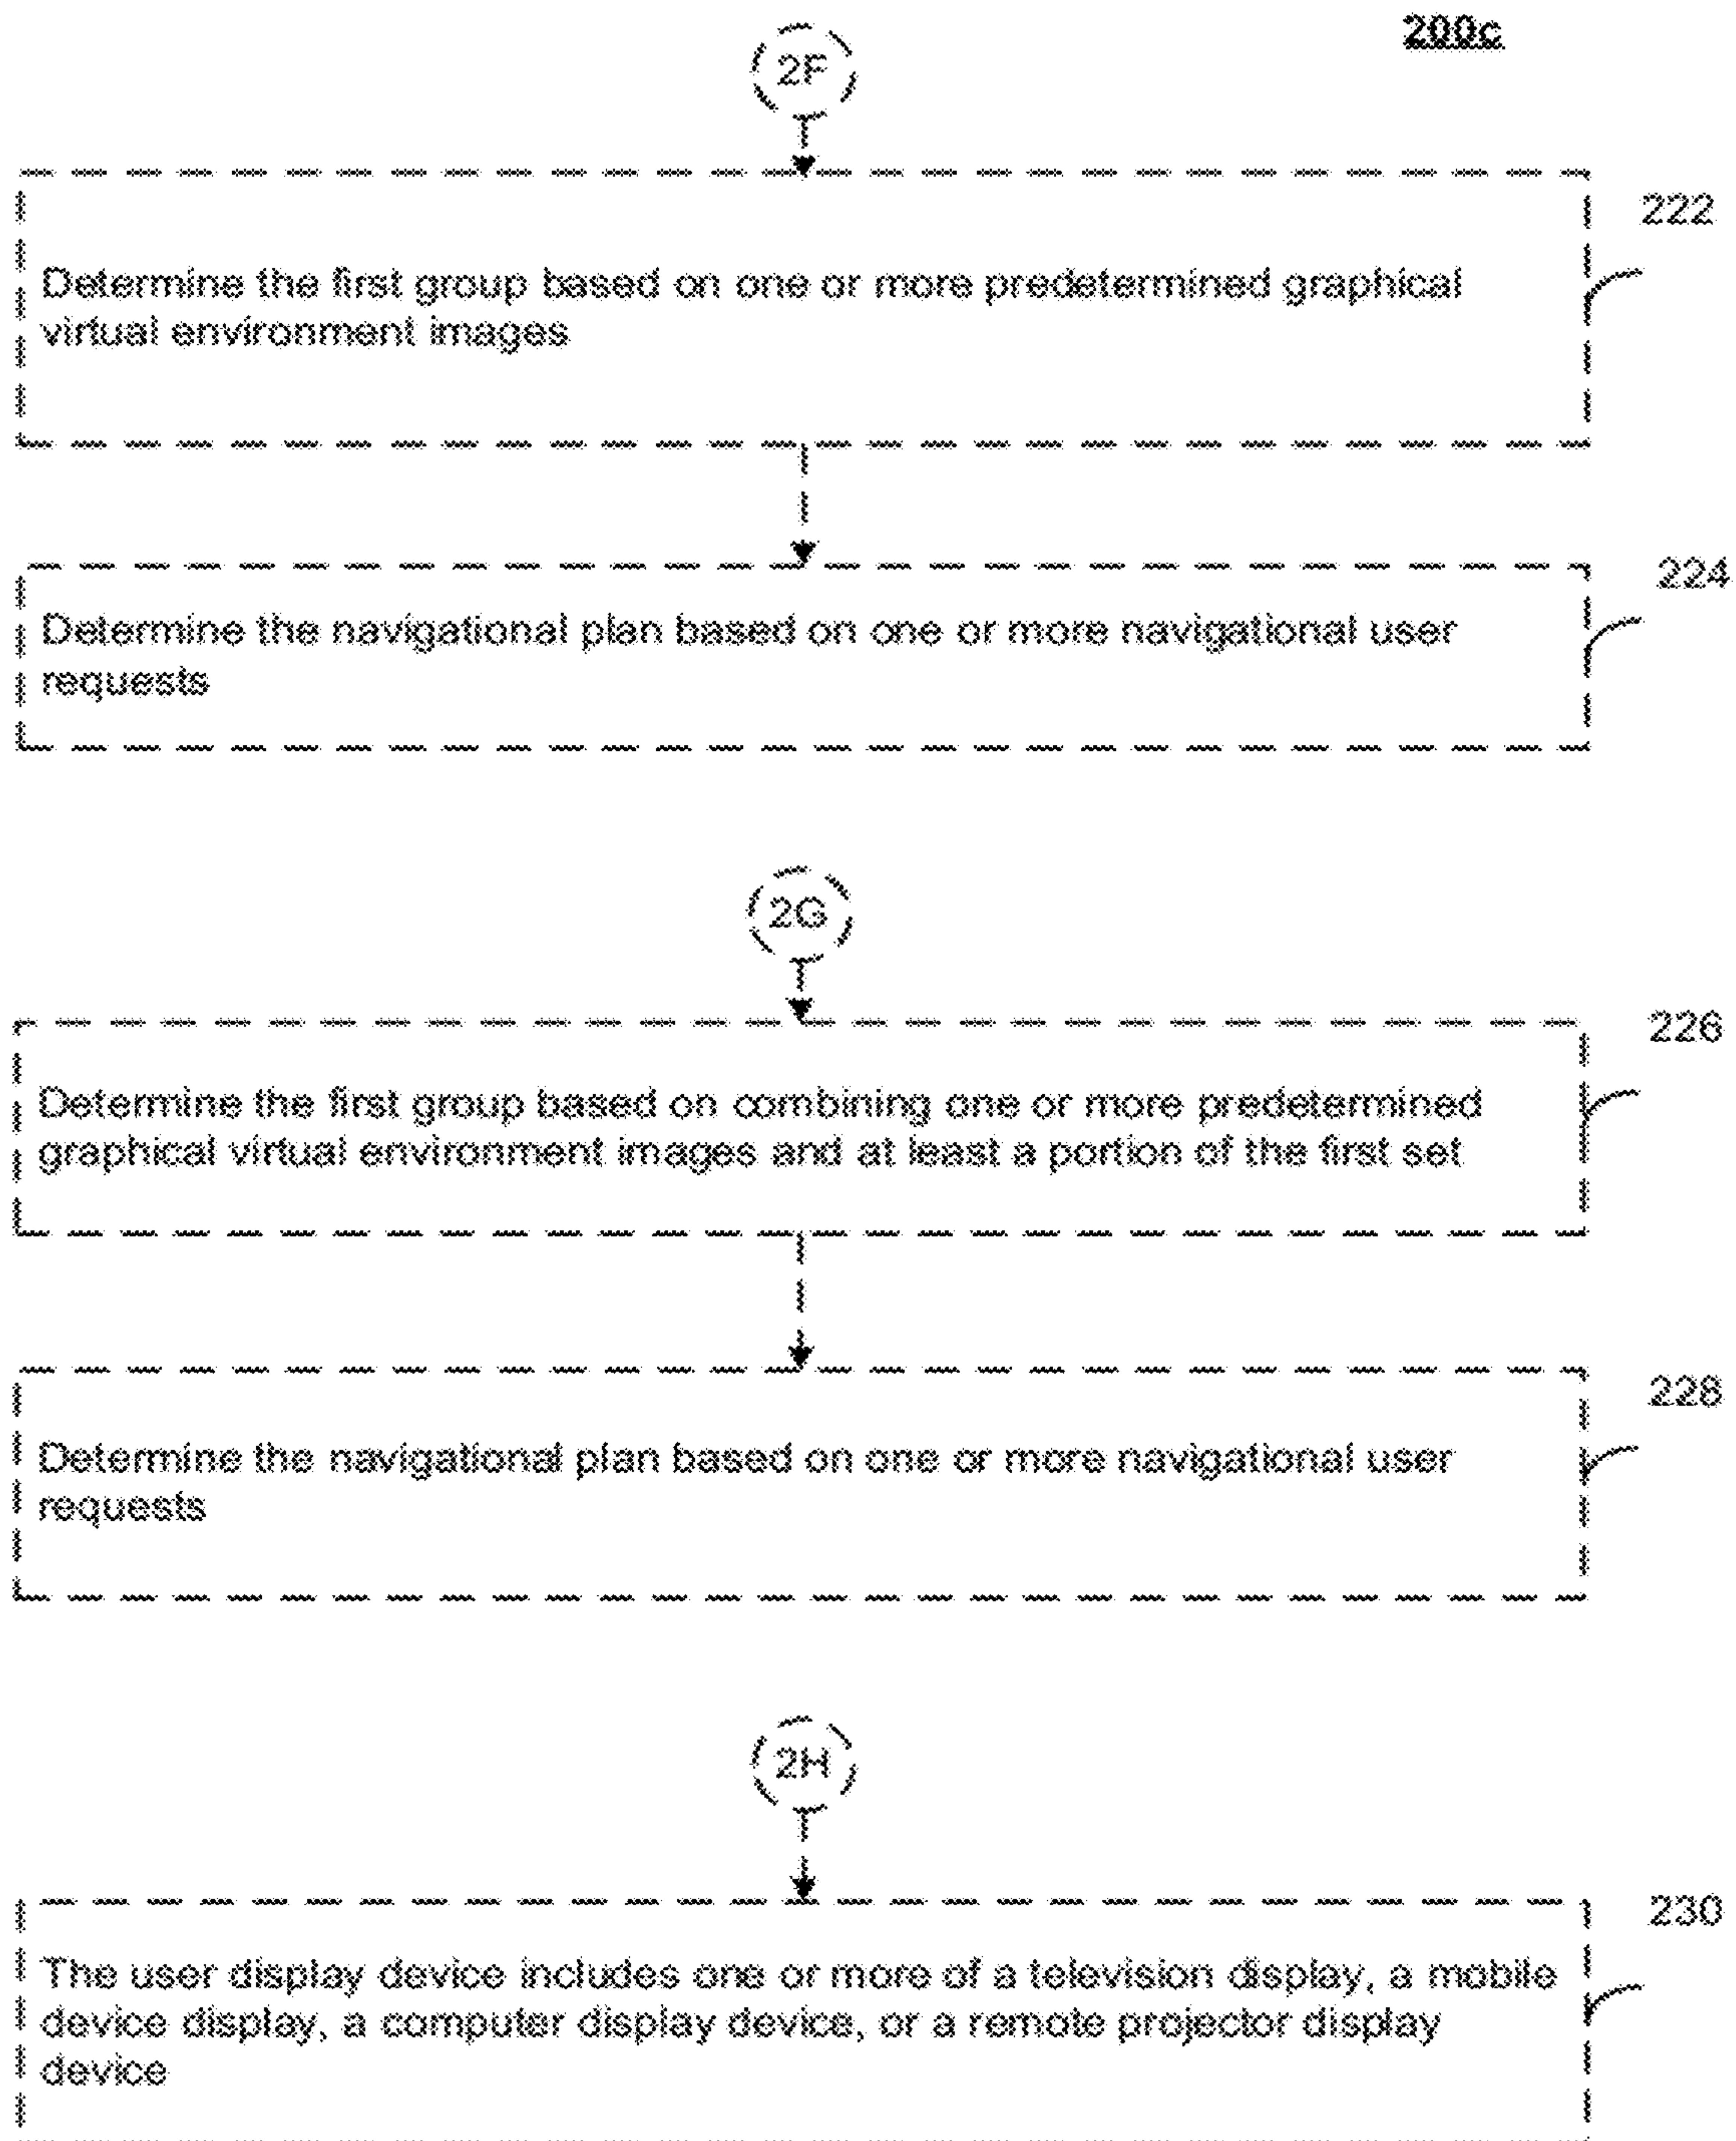 200c
2F
222
Determine the first group based on one or more predetermined graphical
virtual environment images
224
Determine the navigational plan based on one or more navigational user
requests
2G
226
Determine the first group based on combining one or more predetermined
graphical virtual environment images and at least a portion of the first set
228
Determine the navigational plan based on one or more navigational user
requests
2H
230
The user display device includes one or more of a television display, a mobile
device display, a computer display device, or a remote projector display
device